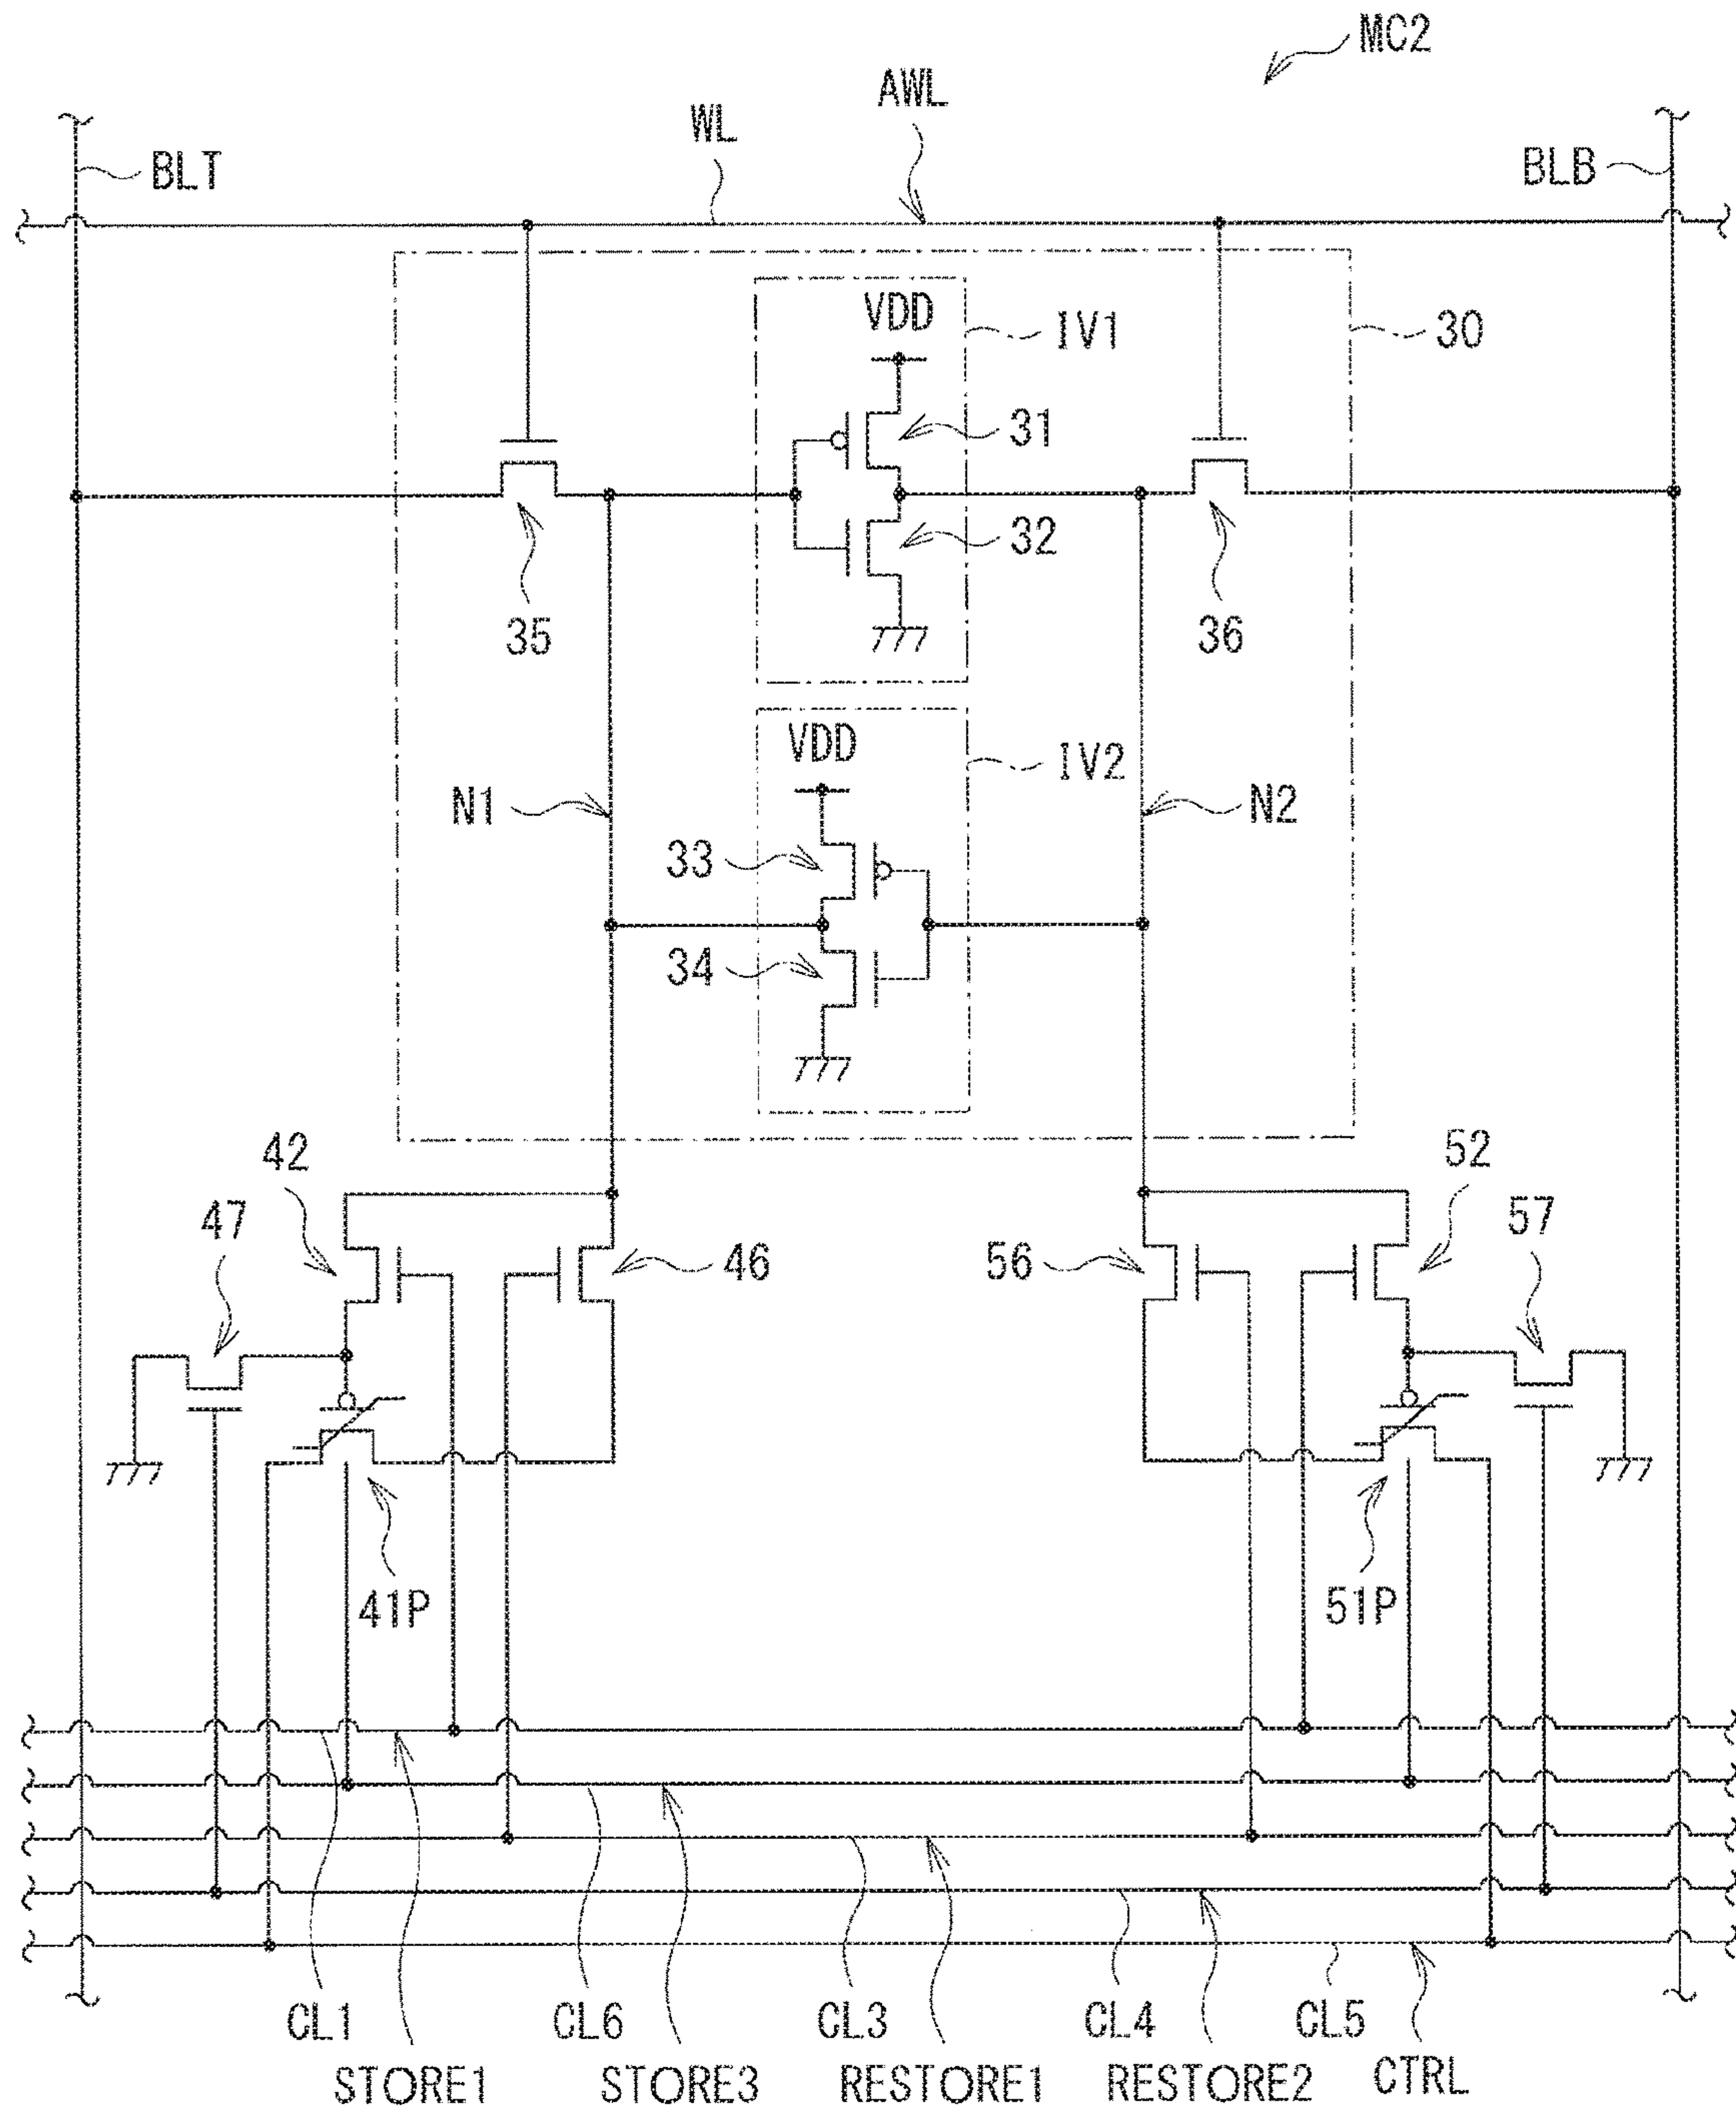 MC2
AWL
WL
BLT
BLB
VDD
IV1
30
31
32
35
36
VDD
IV2
N1
N2
33
34
42
52
47
57
46
56
41P
51P
CL1
CL6
CL3
CL4
CL5
STORE1
STORE3
RESTORE1
RESTORE2
CTRL